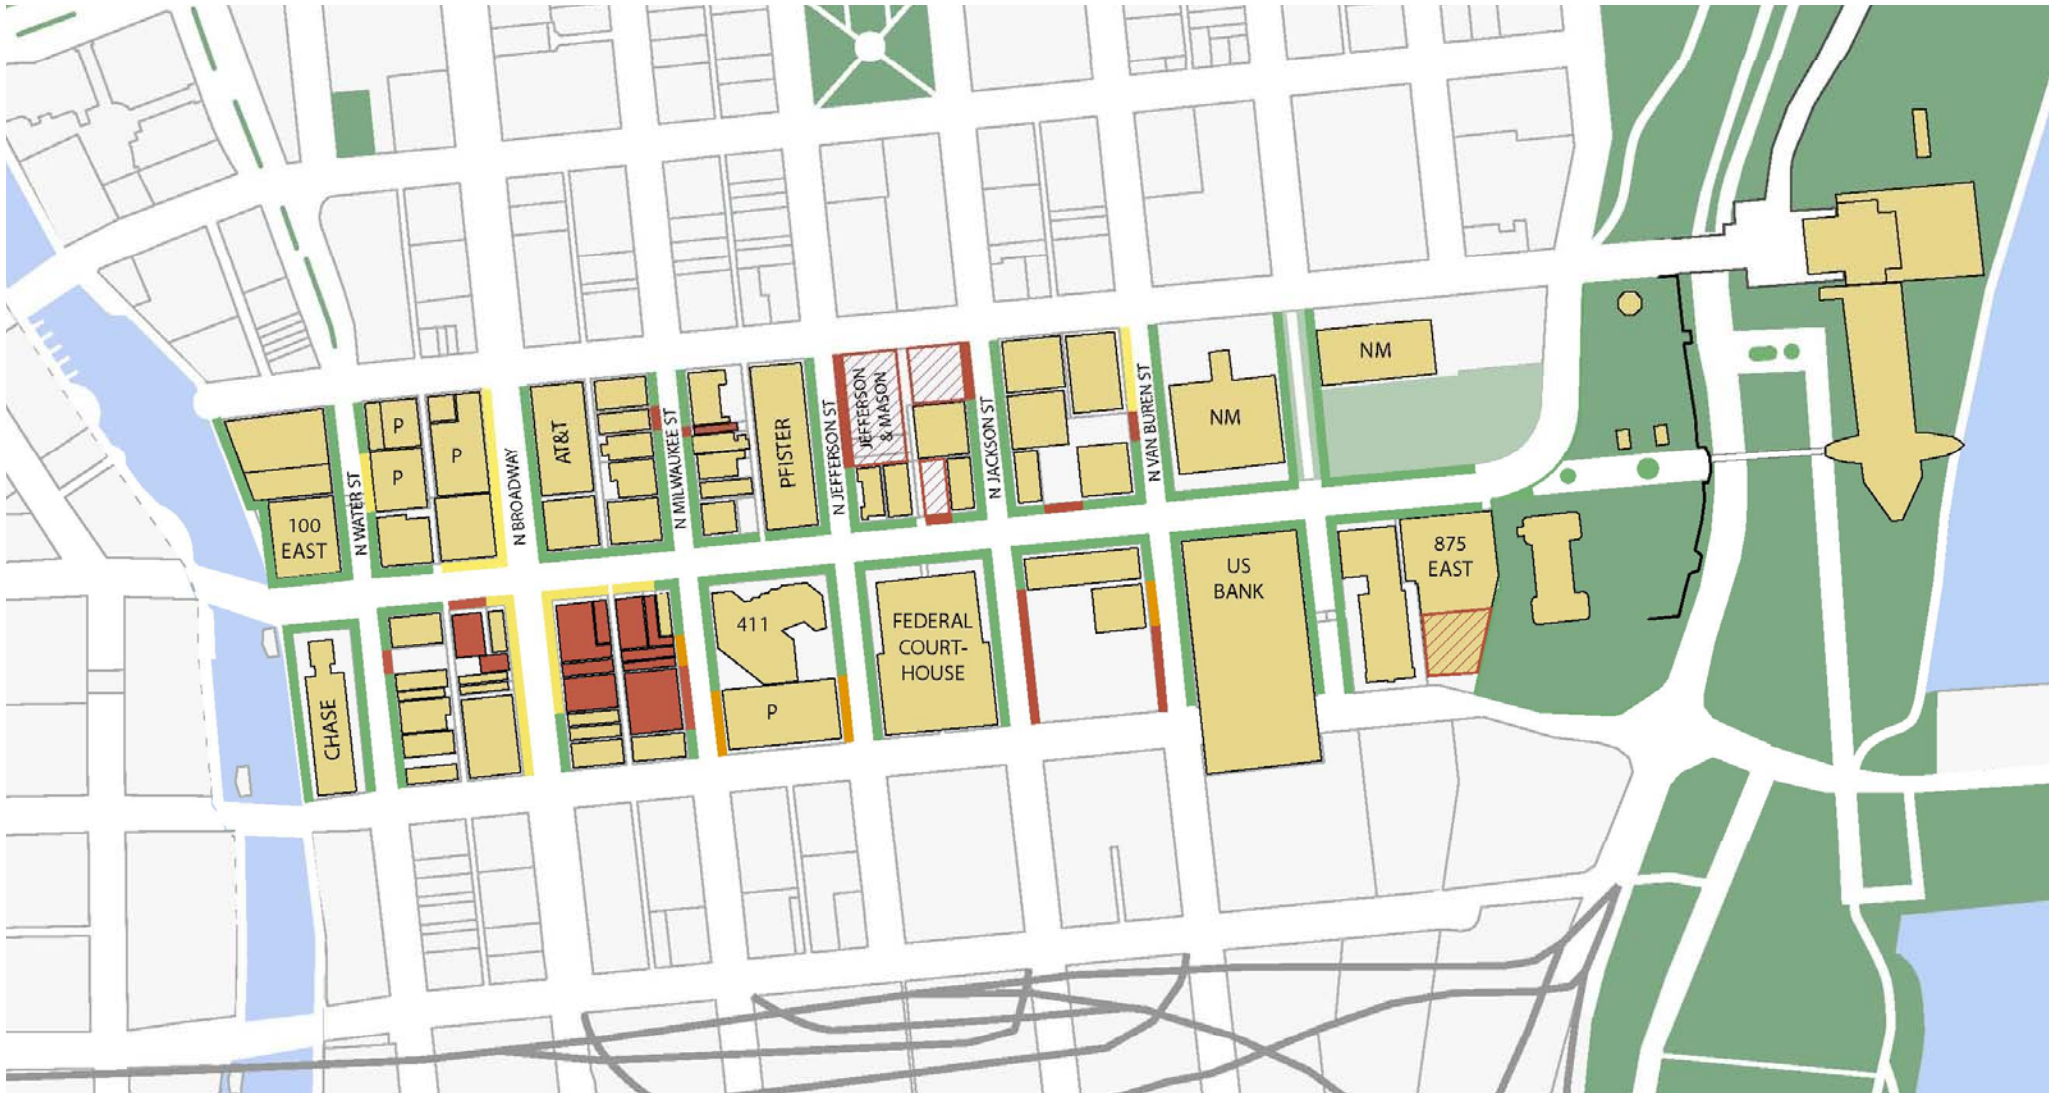 100
EAST
N WATER ST
P
P
P
N BROADWAY
AT&T
N MILWAUKEE ST
PFISTER
N JEFFERSON ST
JEFFERSON
& MASON
N JACKSON ST
N VAN BUREN ST
NM
NM
CHASE
411
P
FEDERAL
COURT-
HOUSE
US
BANK
875
EAST